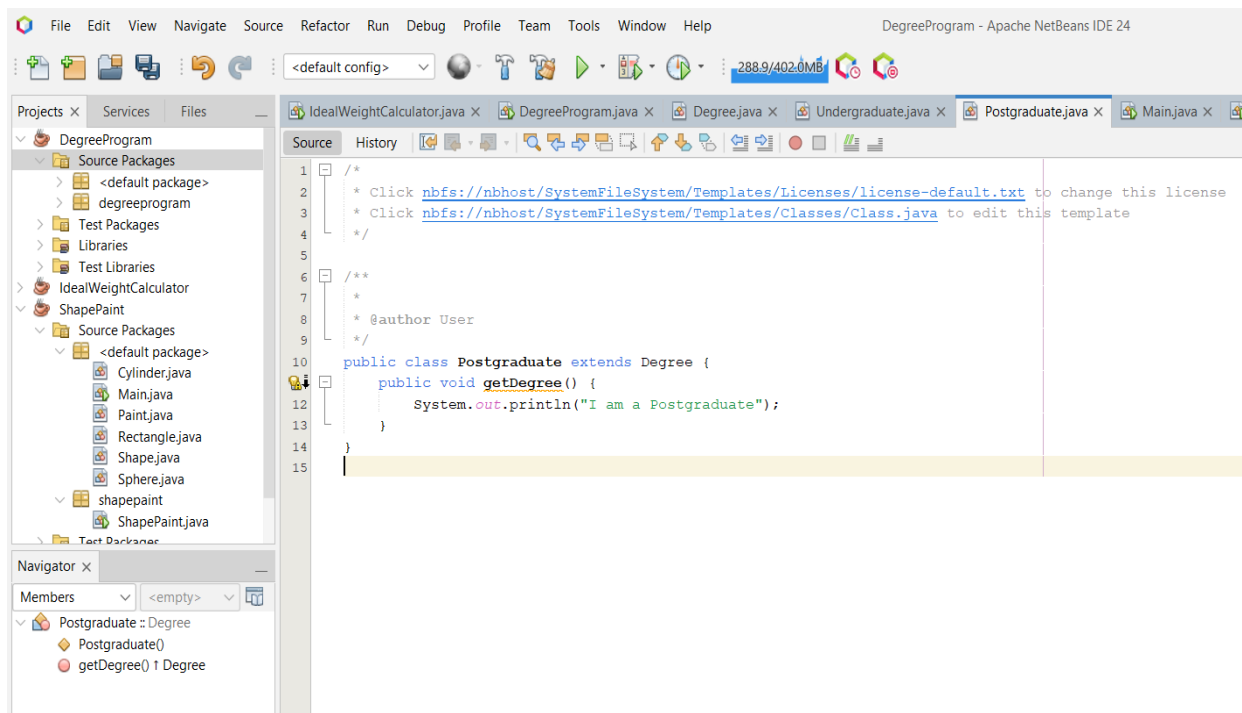 File Edit View Navigate Source Refactor Run Debug Profile Team Tools Window Help DegreeProgram - Apache NetBeans IDE 24
<default config> 288.9/402.0MB
Projects × Services Files
IdealWeightCalculator.java × DegreeProgram.java × Degree.java × Undergraduate.java × Postgraduate.java × Main.java ×
Source History
DegreeProgram
Source Packages
<default package>
degreeprogram
Test Packages
Libraries
Test Libraries
IdealWeightCalculator
ShapePaint
Source Packages
<default package>
Cylinder.java
Main.java
Paint.java
Rectangle.java
Shape.java
Sphere.java
shapepaint
ShapePaint.java
Test Packages
Navigator ×
Members <empty>
Postgraduate :: Degree
Postgraduate()
getDegree() ↑ Degree
1 /*
2 * Click nbfs://nbhost/SystemFileSystem/Templates/Licenses/license-default.txt to change this license
3 * Click nbfs://nbhost/SystemFileSystem/Templates/Classes/Class.java to edit this template
4 */
5
6 /**
7 *
8 * @author User
9 */
10 public class Postgraduate extends Degree {
public void getDegree() {
12 System.out.println("I am a Postgraduate");
13 }
14 }
15